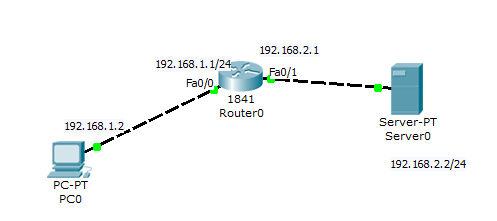 192.168.2.1
192.168.1.1/24
Fa0/1
Fa0/0
1841
Router0
Server-PT
Server0
192.168.1.2
192.168.2.2/24
PC-PT
PC0